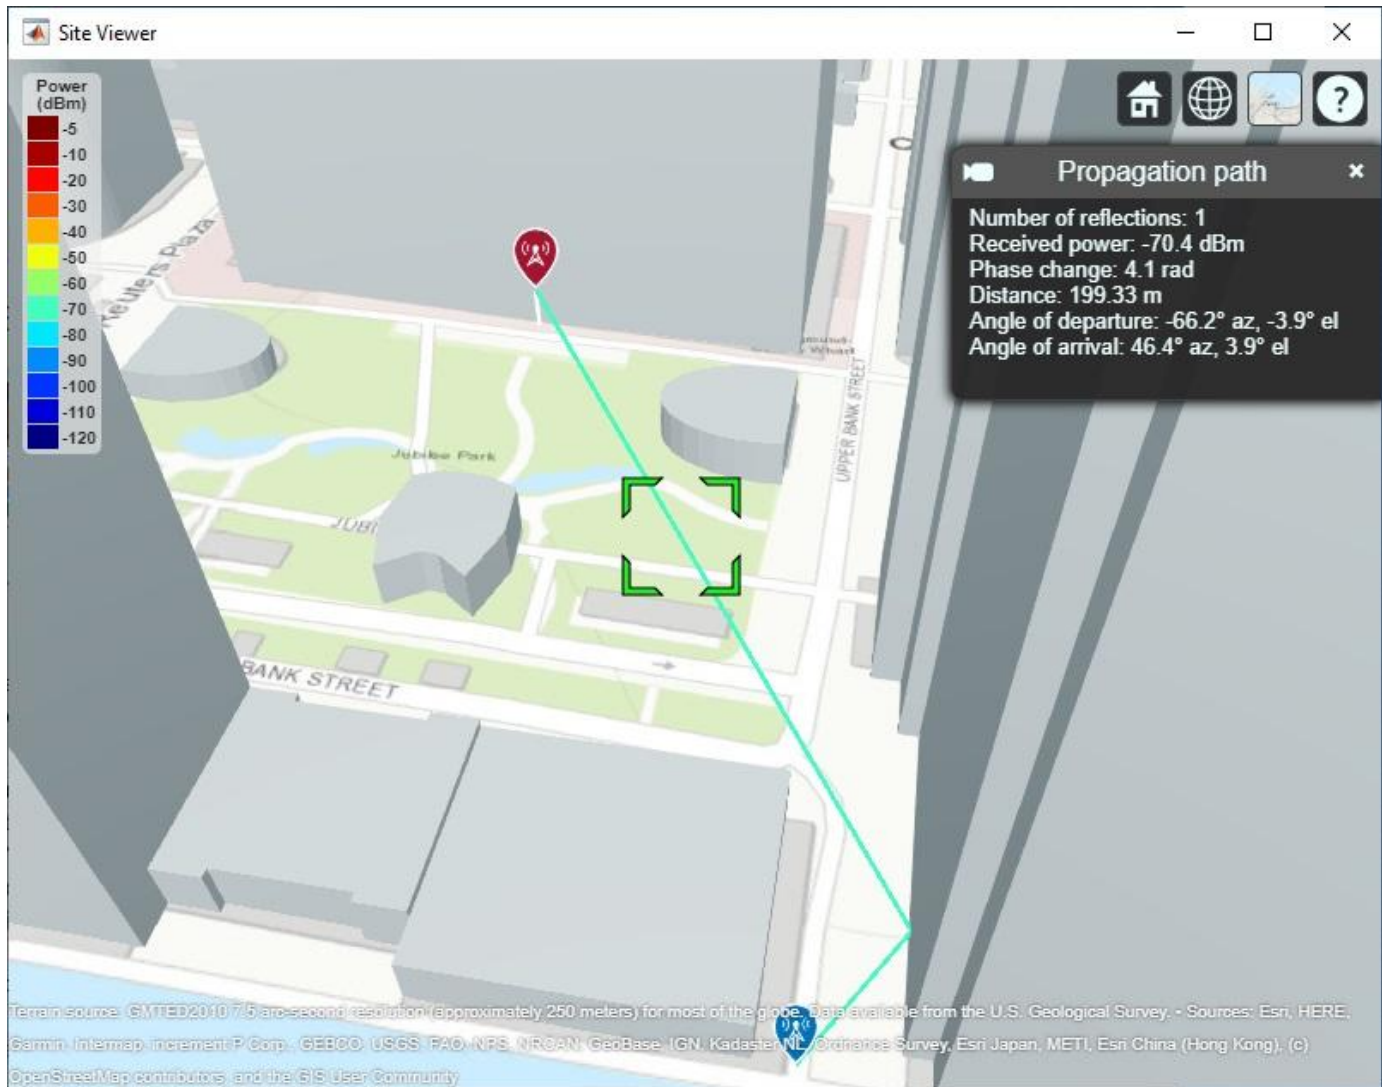 Site Viewer
Power
(dBm)
-5
-10
-20
-30
-40
-50
-60
-70
-80
-90
-100
-110
-120
?
Propagation path
Number of reflections: 1
Received power: -70.4 dBm
Phase change: 4.1 rad
Distance: 199.33 m
Angle of departure: -66.2° az, -3.9° el
Angle of arrival: 46.4° az, 3.9° el
Reuters Plaza
UPPER BANK STREET
Jubilee Park
BANK STREET
Terrain source: GMTED2010 7.5 arc-second resolution (approximately 250 meters) for most of the globe. Data available from the U.S. Geological Survey. • Sources: Esri, HERE,
Garmin, Intermap, increment P Corp., GEBCO, USGS, FAO, NPS, NRCAN, GeoBase, IGN, Kadaster NL, Ordnance Survey, Esri Japan, METI, Esri China (Hong Kong), (c)
OpenStreetMap contributors, and the GIS User Community